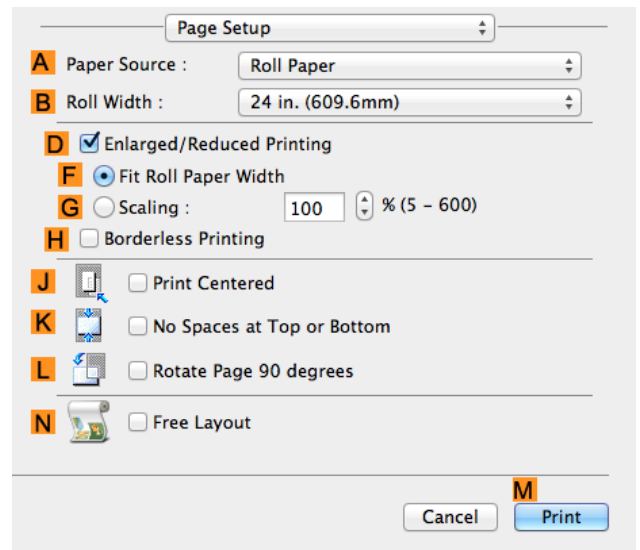 Page Setup
A Paper Source : Roll Paper
B Roll Width : 24 in. (609.6mm)
D Enlarged/Reduced Printing
F Fit Roll Paper Width
G Scaling : 100 % (5 – 600)
H Borderless Printing
J Print Centered
K No Spaces at Top or Bottom
L Rotate Page 90 degrees
N Free Layout
M
Cancel Print